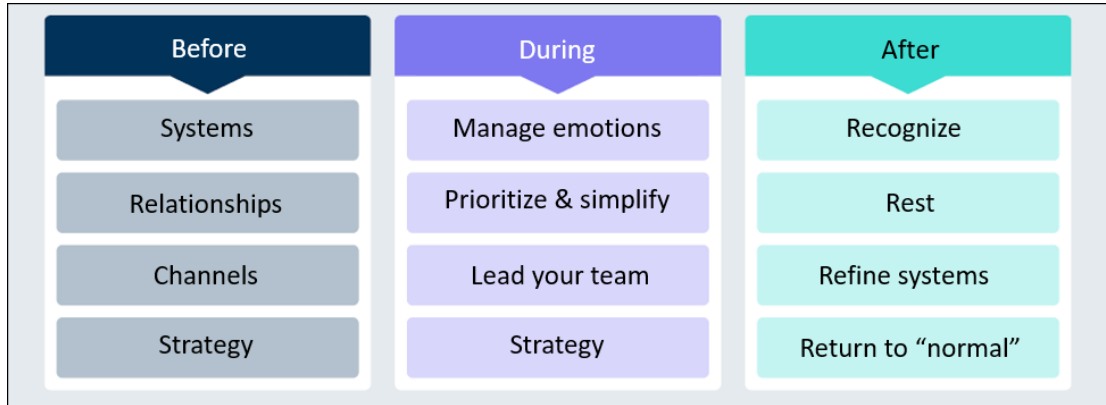 Before
Systems
Relationships
Channels
Strategy
During
Manage emotions
Prioritize & simplify
Lead your team
Strategy
After
Recognize
Rest
Refine systems
Return to “normal”